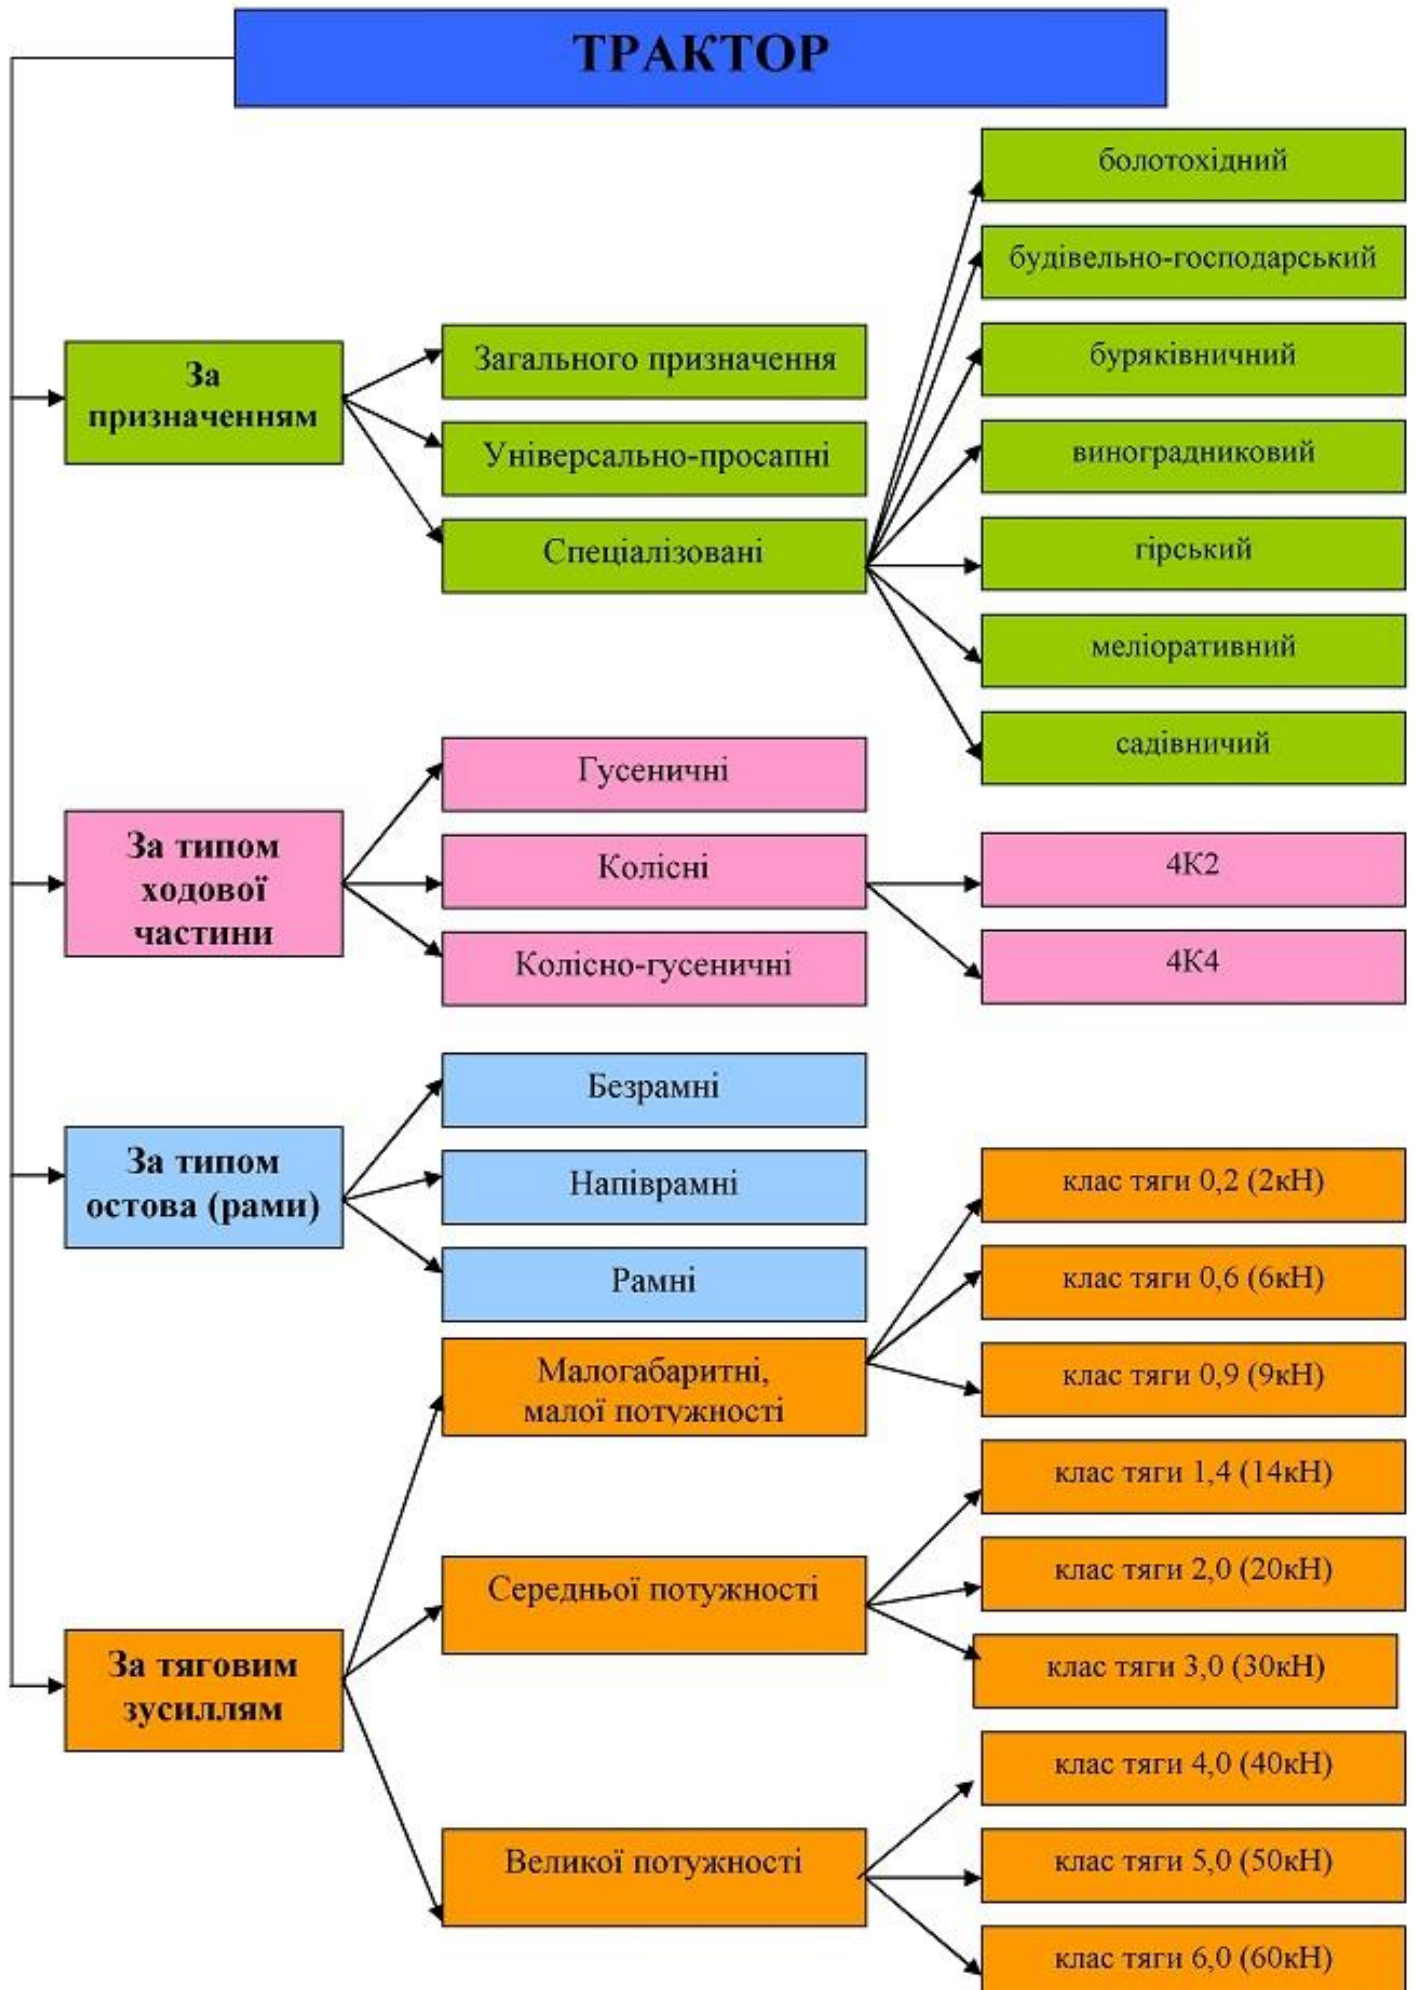 ТРАКТОР
За
призначенням
Загального призначення
Універсально-просапні
Спеціалізовані
болотохідний
будівельно-господарський
буряківничний
виноградниковий
гірський
меліоративний
садівничий
За типом
ходової
частини
Гусеничні
Колісні
Колісно-гусеничні
4К2
4К4
За типом
остова (рами)
Безрамні
Напіврамні
Рамні
За тяговим
зусиллям
Малогабаритні,
малої потужності
клас тяги 0,2 (2кН)
клас тяги 0,6 (6кН)
клас тяги 0,9 (9кН)
Середньої потужності
клас тяги 1,4 (14кН)
клас тяги 2,0 (20кН)
клас тяги 3,0 (30кН)
Великої потужності
клас тяги 4,0 (40кН)
клас тяги 5,0 (50кН)
клас тяги 6,0 (60кН)